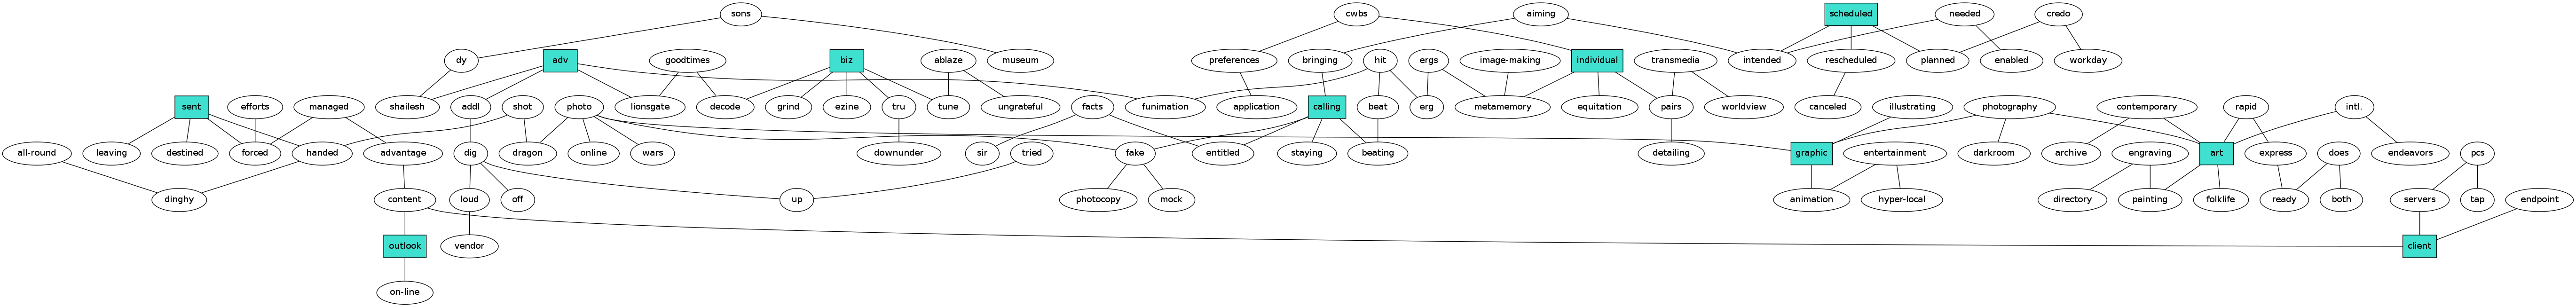 sons
cwbs
aiming
scheduled
needed
credo
dy
adv
goodtimes
biz
ablaze
museum
preferences
bringing
hit
ergs
image-making
individual
transmedia
intended
rescheduled
planned
enabled
workday
sent
efforts
managed
shailesh
addl
shot
photo
lionsgate
decode
grind
ezine
tru
tune
ungrateful
facts
funimation
application
calling
beat
erg
metamemory
equitation
pairs
worldview
canceled
illustrating
photography
contemporary
rapid
intl.
all-round
leaving
destined
forced
handed
advantage
dig
dragon
online
wars
downunder
sir
tried
fake
entitled
staying
beating
detailing
graphic
entertainment
darkroom
archive
engraving
art
express
does
endeavors
pcs
dinghy
content
loud
off
up
photocopy
mock
animation
hyper-local
directory
painting
folklife
ready
both
servers
tap
endpoint
outlook
vendor
client
on-line